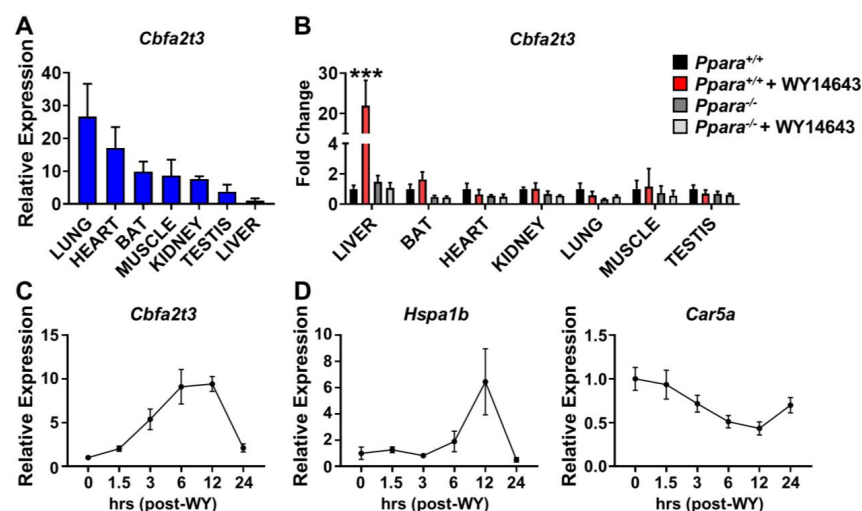 A
Cbfa2t3
Relative Expression
40
30
20
10
0
LUNG
HEART
BAT
MUSCLE
KIDNEY
TESTIS
LIVER
B
Cbfa2t3
Fold Change
30
20
4
2
0
***
LIVER
BAT
HEART
KIDNEY
LUNG
MUSCLE
TESTIS
Ppara+/+
Ppara+/+ + WY14643
Ppara-/-
Ppara-/- + WY14643
C
Cbfa2t3
Relative Expression
15
10
5
0
0 1.5 3 6 12 24
hrs (post-WY)
D
Hspa1b
Relative Expression
10
8
6
4
2
0
0 1.5 3 6 12 24
hrs (post-WY)
Car5a
Relative Expression
1.5
1.0
0.5
0.0
0 1.5 3 6 12 24
hrs (post-WY)